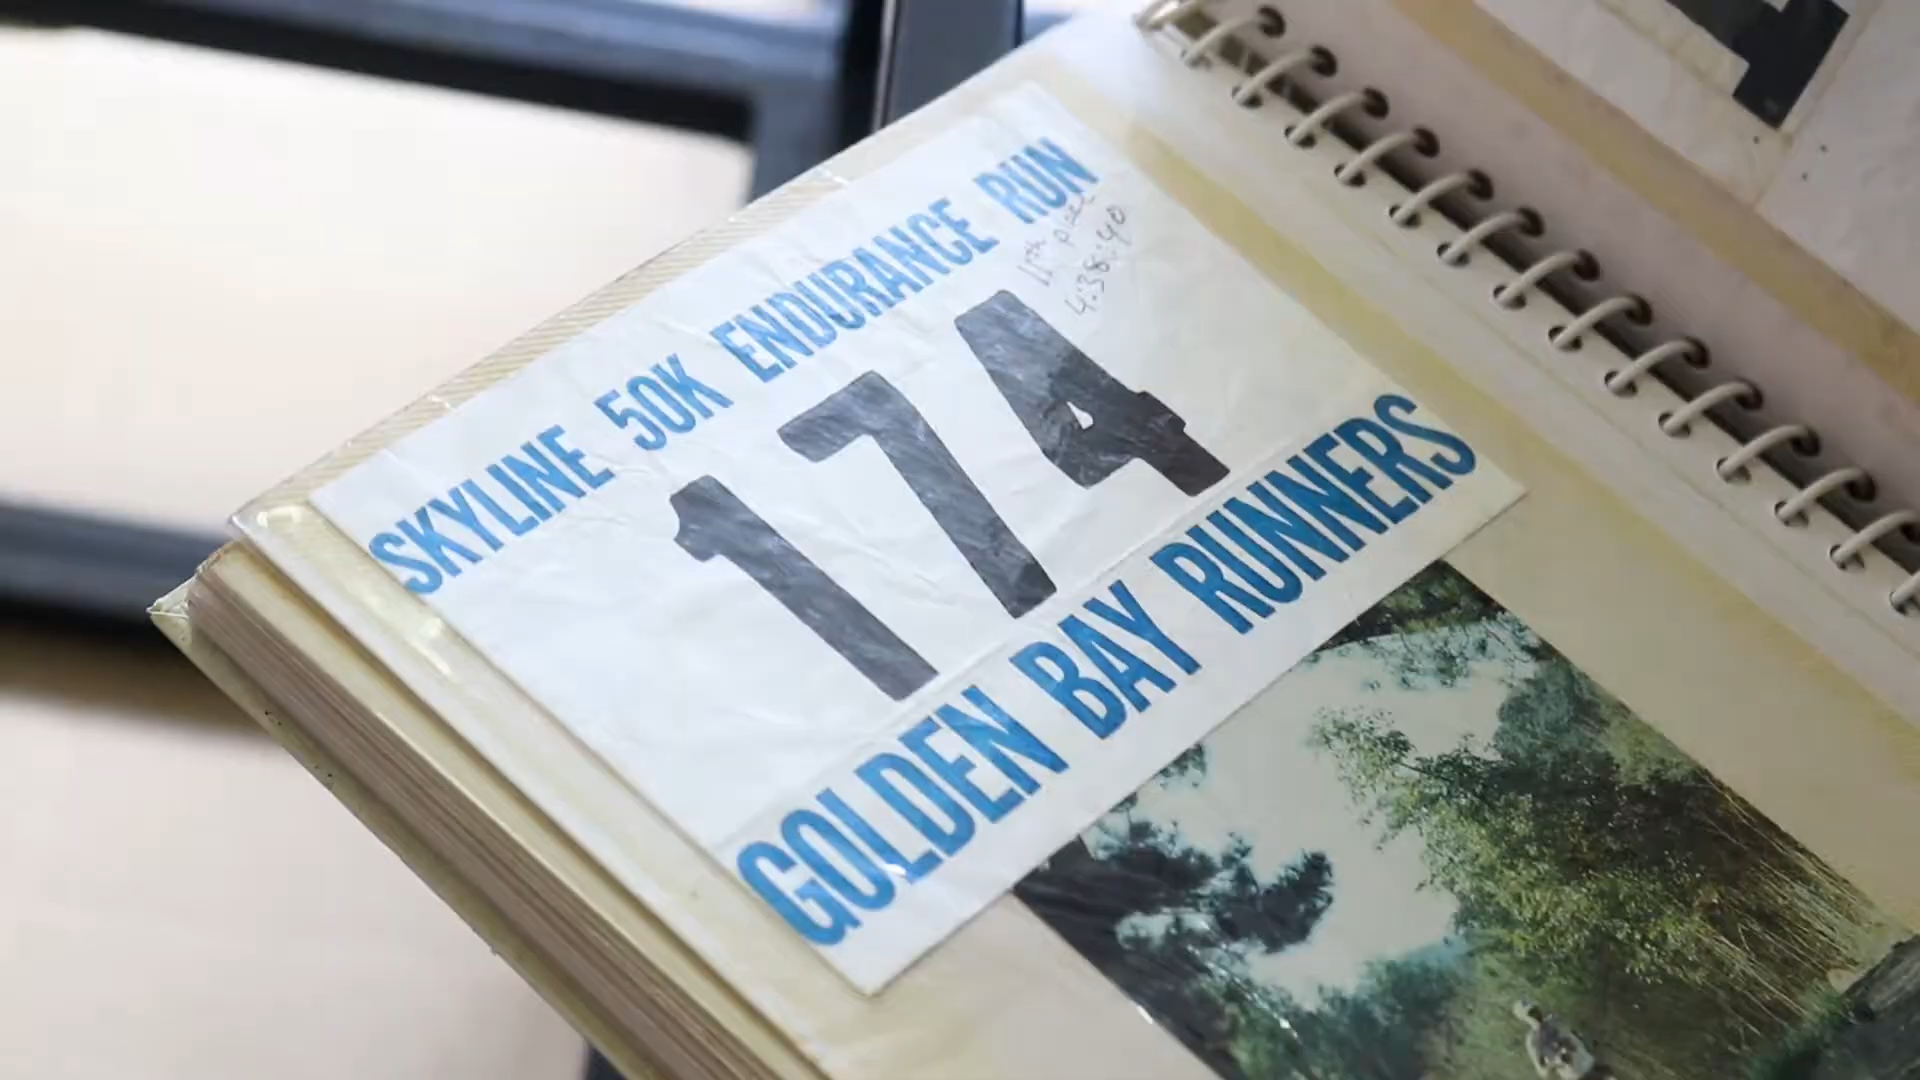 SKYLINE 50K ENDURANCE RUN
11th place
4:38:40
174
GOLDEN BAY RUNNERS